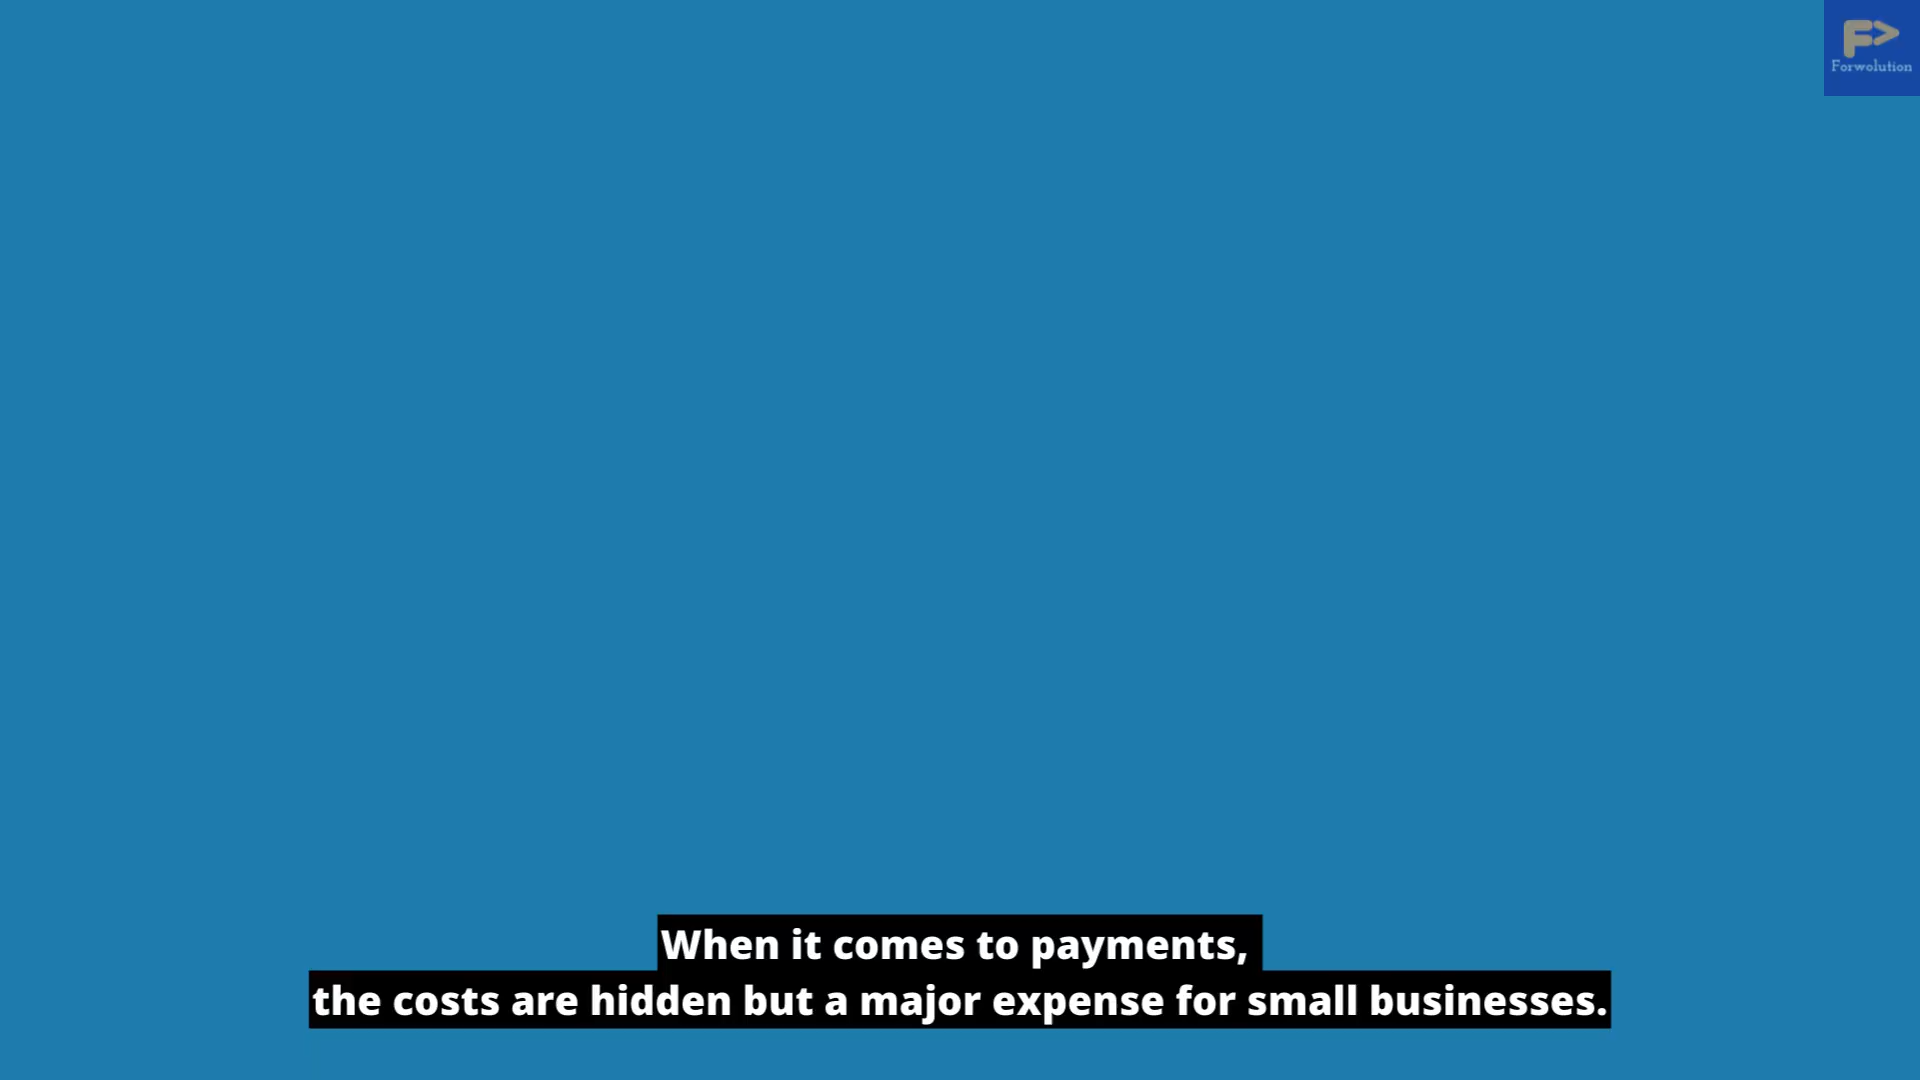 F>
Forwolution
When it comes to payments,
the costs are hidden but a major expense for small businesses.